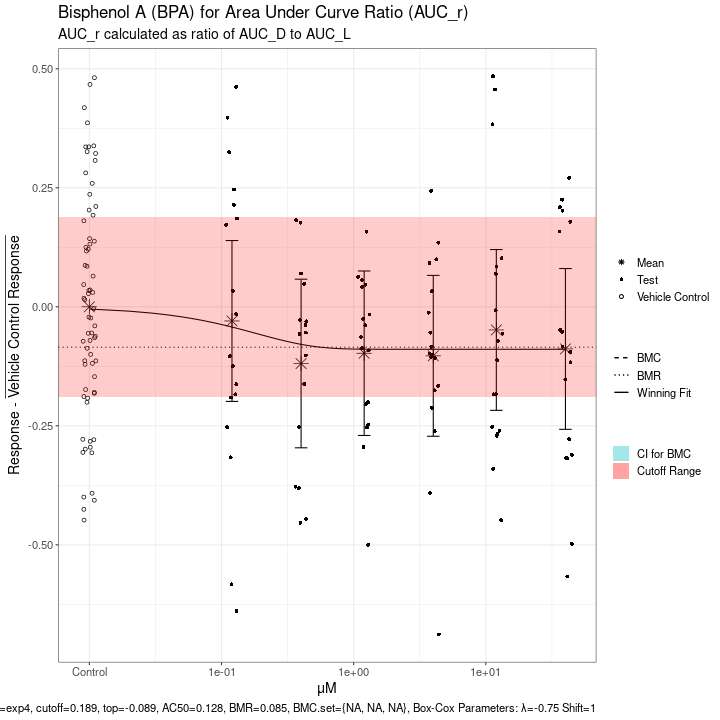 Bisphenol A (BPA) for Area Under Curve Ratio (AUC_r)
AUC_r calculated as ratio of AUC_D to AUC_L
Response - Vehicle Control Response
0.50
0.25
0.00
-0.25
-0.50
Control
1e-01
1e+00
1e+01
μM
Mean
Test
Vehicle Control
BMC
BMR
Winning Fit
CI for BMC
Cutoff Range
=exp4, cutoff=0.189, top=-0.089, AC50=0.128, BMR=0.085, BMC.set={NA, NA, NA}, Box-Cox Parameters: λ=-0.75 Shift=1